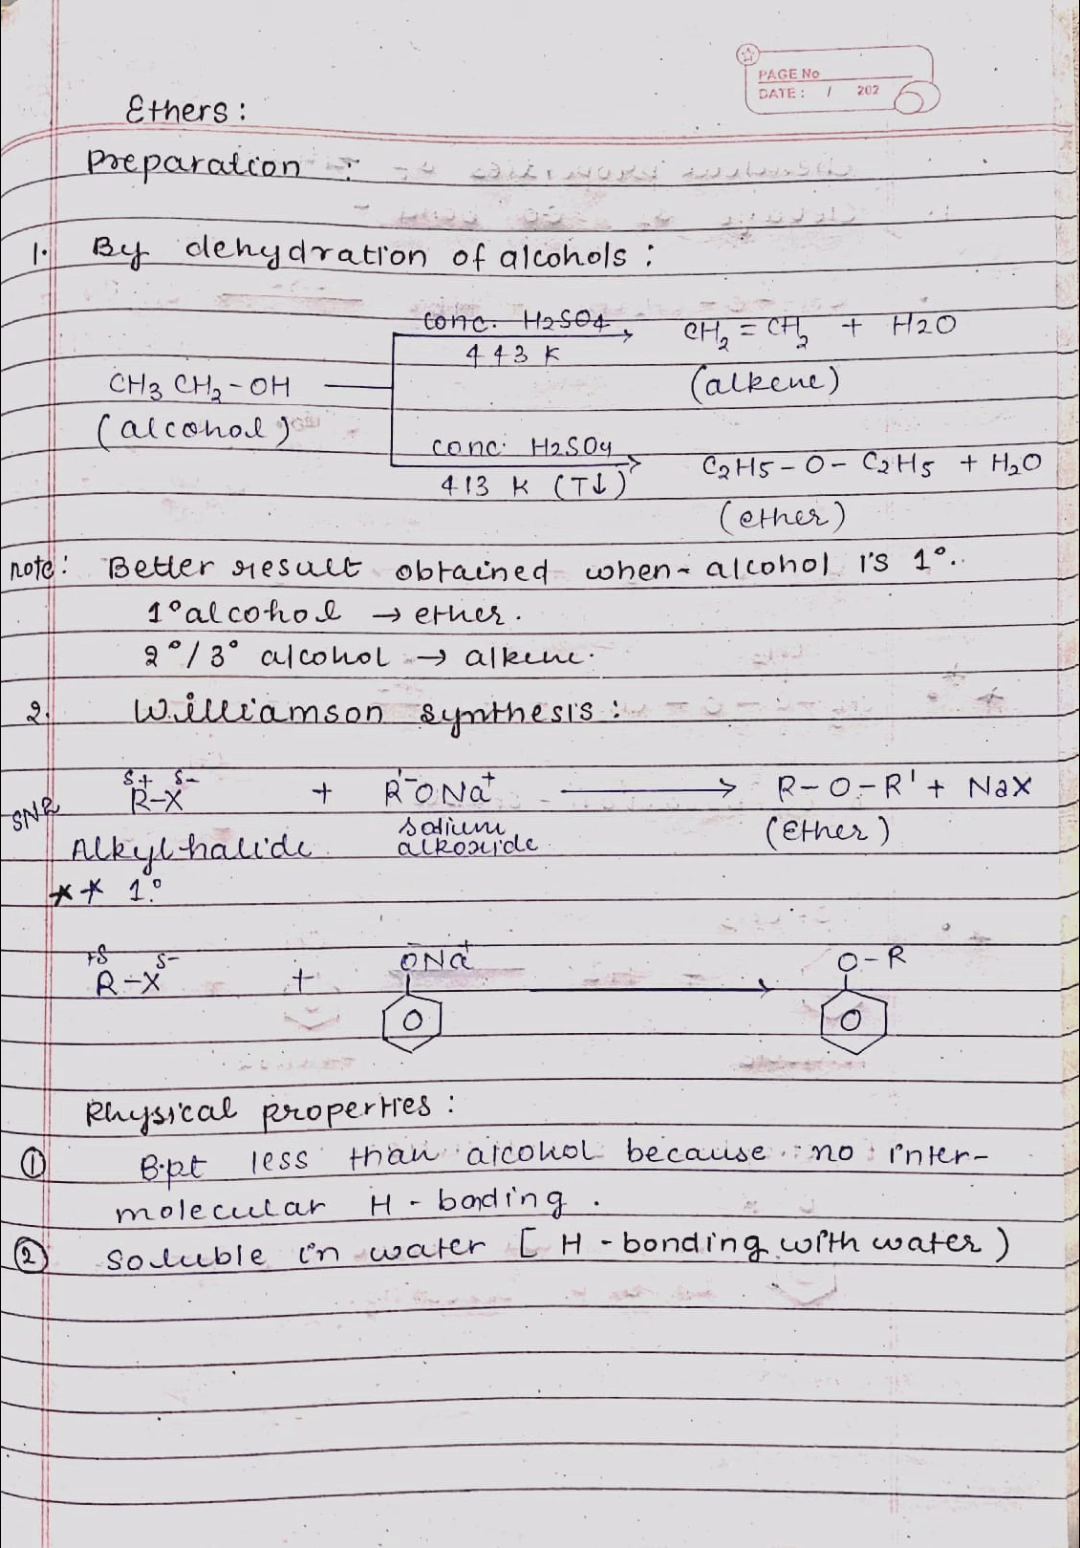 PAGE No
DATE : / 202
Ethers :
Preparation :
1. By dehydration of alcohols :
conc. H2SO4
443 K
CH2 = CH2 + H2O
(alkene)
CH3 CH2 - OH
(alcohol)
conc. H2SO4
413 K (T↓)
C2H5 - O - C2H5 + H2O
(ether)
note : Better result obtained when alcohol is 1°.
1° alcohol → ether.
2° / 3° alcohol → alkene.
2. Williamson synthesis :
δ+ δ-
SN2 R-X + R'-ONa+ → R-O-R' + NaX
Alkyl halide sodium alkoxide (Ether)
** 1°
+δ δ-
R-X + ŌNa+ → O-R
Physical properties :
① B.pt less than alcohol because no inter-
molecular H - bonding .
② Soluble in water [ H - bonding with water )